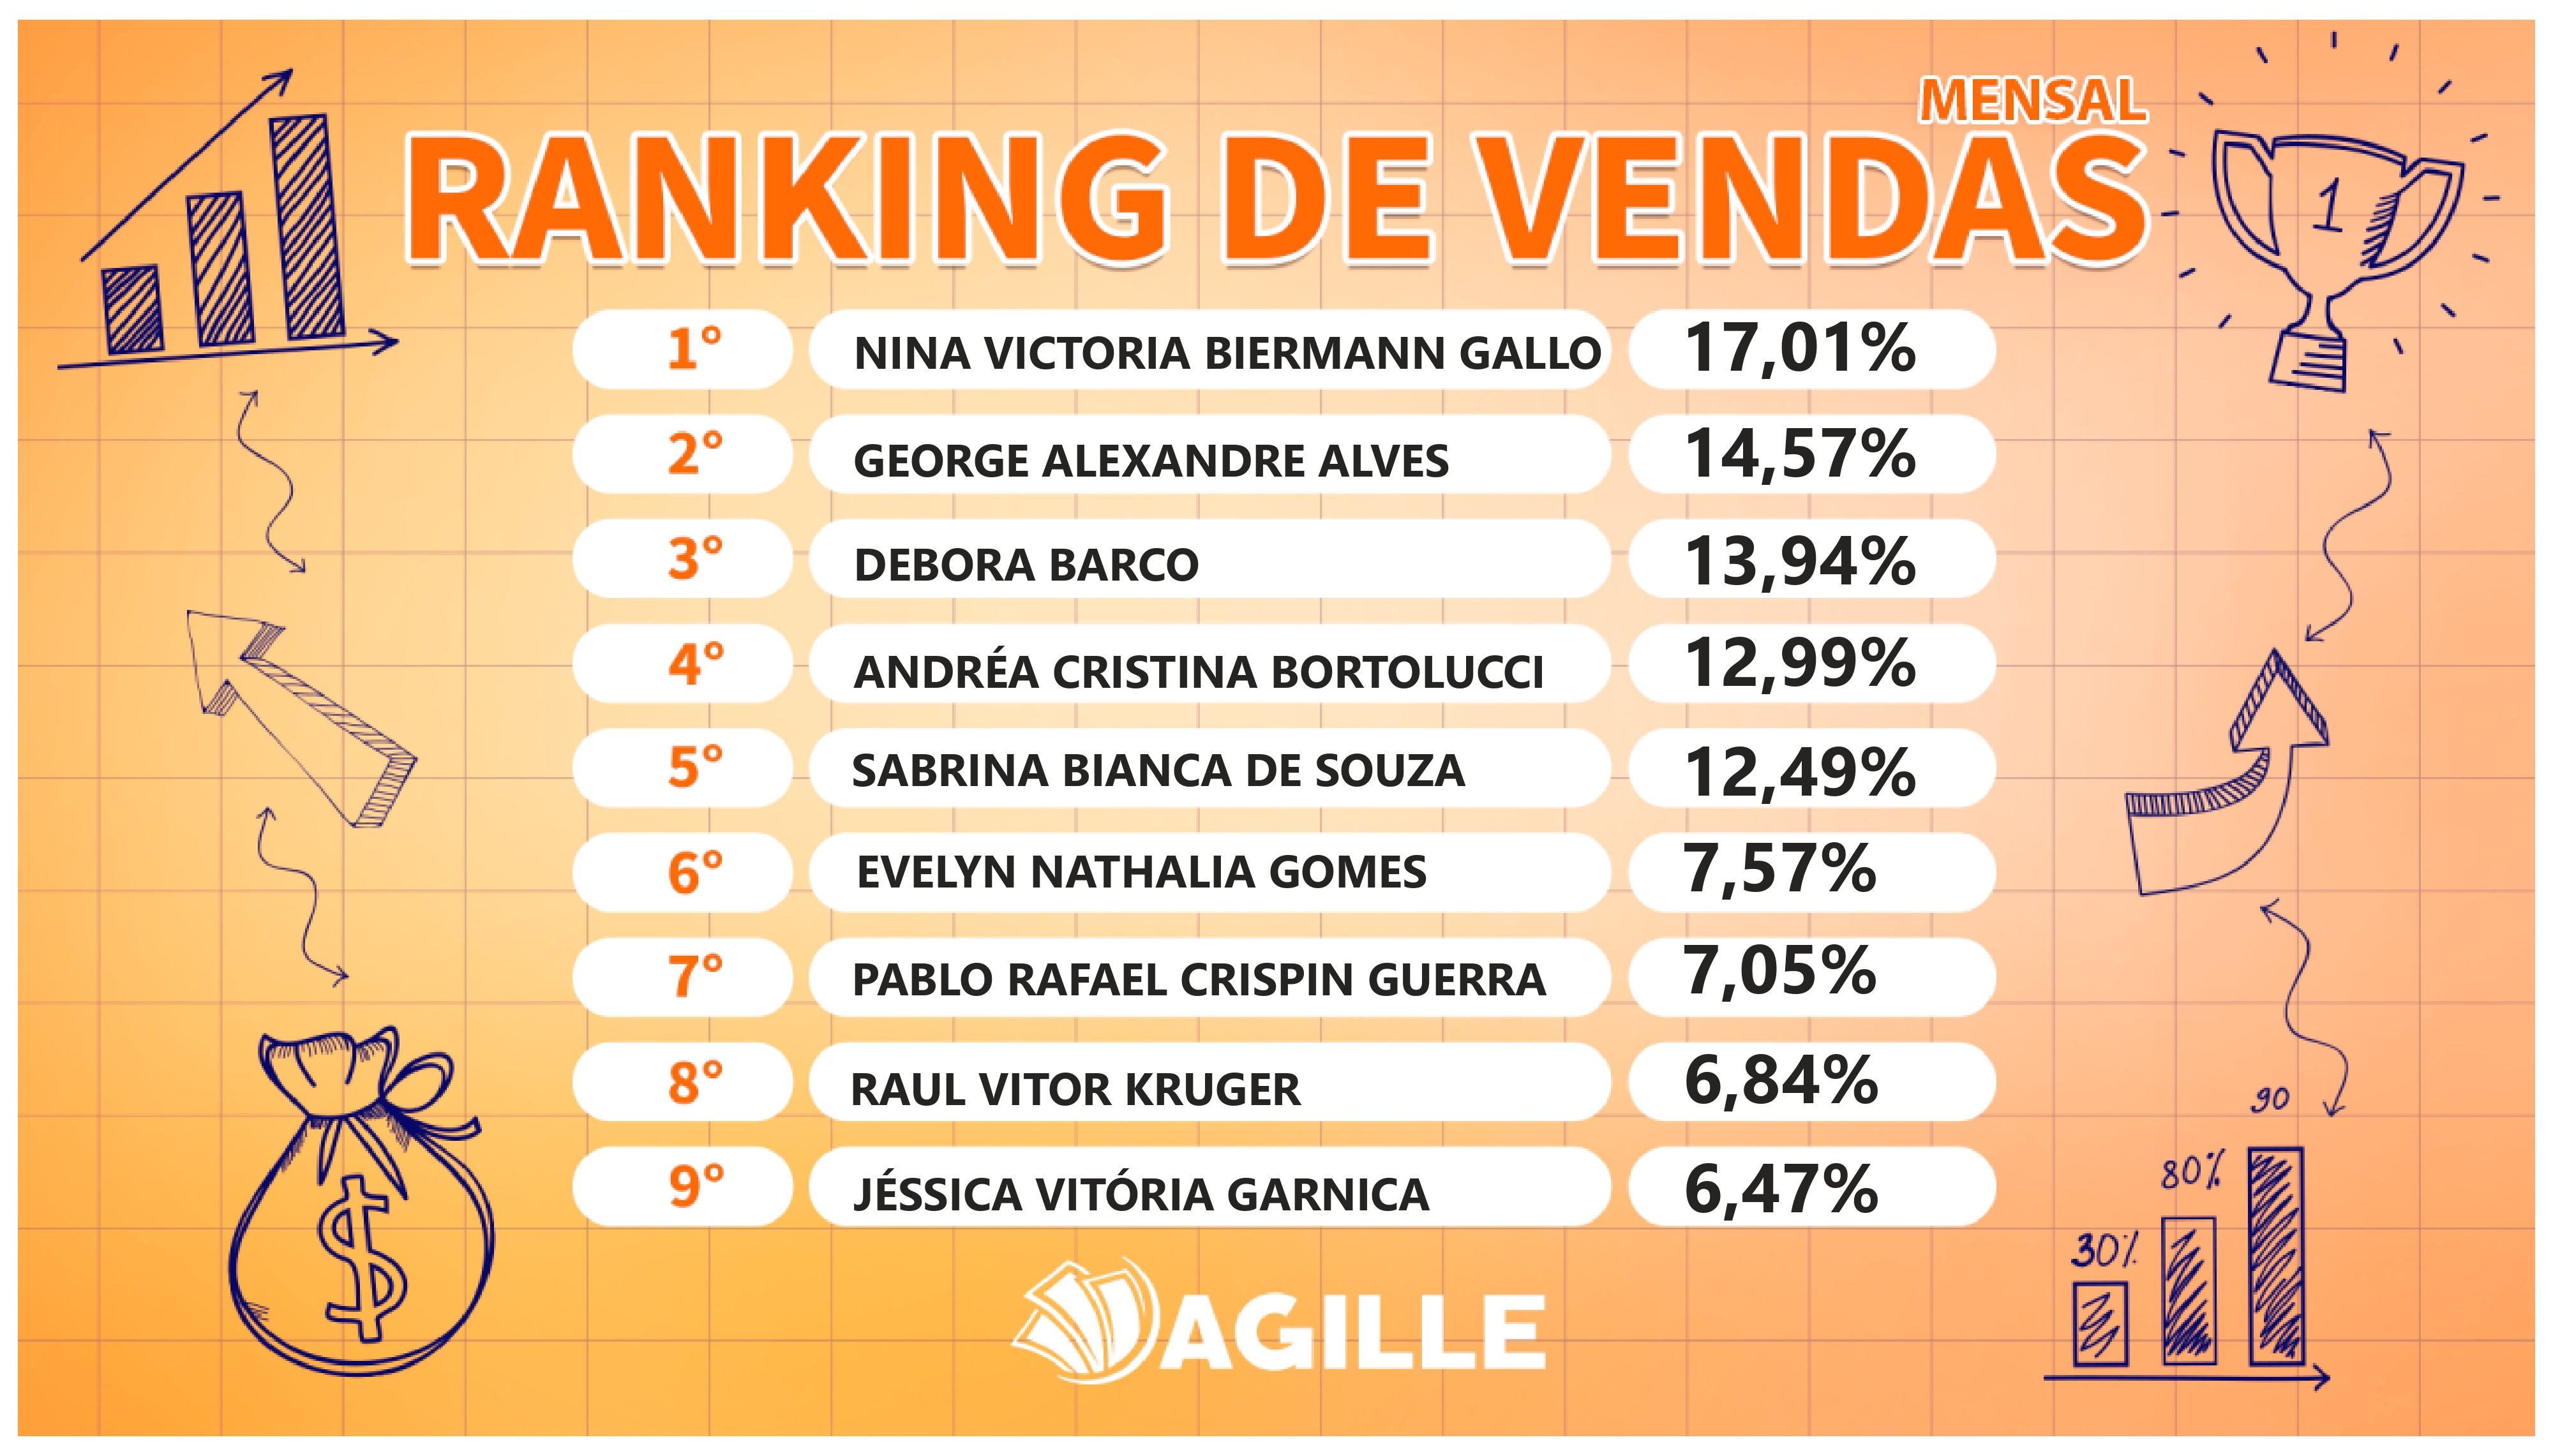 MENSAL
RANKING DE VENDAS
1
1° NINA VICTORIA BIERMANN GALLO 17,01%
2° GEORGE ALEXANDRE ALVES 14,57%
3° DEBORA BARCO 13,94%
4° ANDRÉA CRISTINA BORTOLUCCI 12,99%
5° SABRINA BIANCA DE SOUZA 12,49%
6° EVELYN NATHALIA GOMES 7,57%
7° PABLO RAFAEL CRISPIN GUERRA 7,05%
8° RAUL VITOR KRUGER 6,84%
9° JÉSSICA VITÓRIA GARNICA 6,47%
$
30%
80%
90
AGILLE